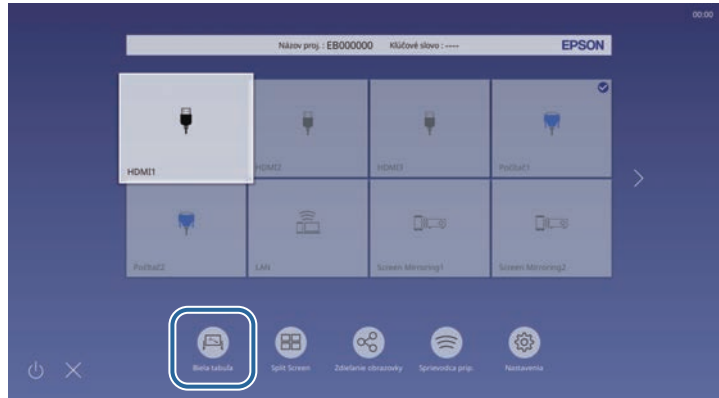 00:00
Názov proj. : EB000000 Kľúčové slovo : ---- EPSON
HDMI1 HDMI2 HDMI3 Počítač1
Počítač2 LAN Screen Mirroring1 Screen Mirroring2
Biela tabuľa Split Screen Zdieľanie obrazovky Sprievodca prip. Nastavenia